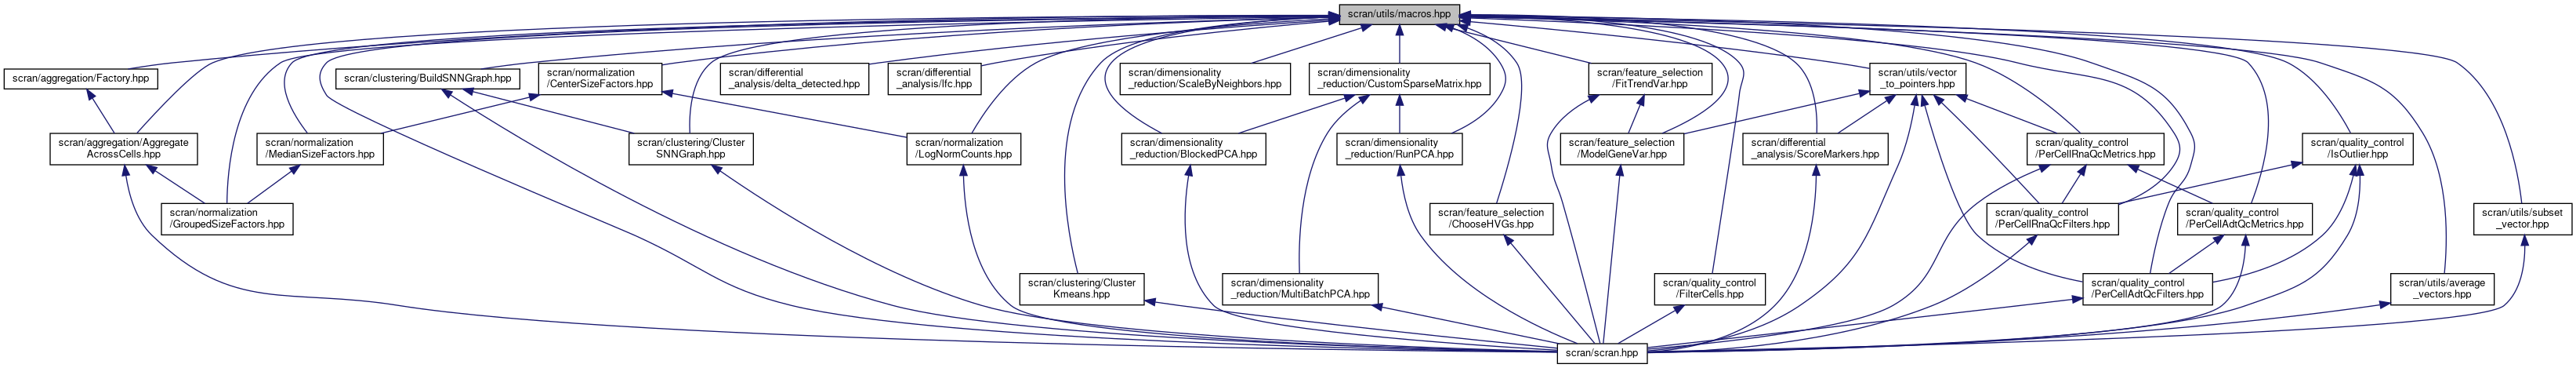 scran/utils/macros.hpp
scran/aggregation/Factory.hpp
scran/clustering/BuildSNNGraph.hpp
scran/normalization
/CenterSizeFactors.hpp
scran/differential
_analysis/delta_detected.hpp
scran/differential
_analysis/lfc.hpp
scran/dimensionality
_reduction/ScaleByNeighbors.hpp
scran/dimensionality
_reduction/CustomSparseMatrix.hpp
scran/feature_selection
/FitTrendVar.hpp
scran/utils/vector
_to_pointers.hpp
scran/aggregation/Aggregate
AcrossCells.hpp
scran/normalization
/MedianSizeFactors.hpp
scran/clustering/Cluster
SNNGraph.hpp
scran/normalization
/LogNormCounts.hpp
scran/dimensionality
_reduction/BlockedPCA.hpp
scran/dimensionality
_reduction/RunPCA.hpp
scran/feature_selection
/ModelGeneVar.hpp
scran/differential
_analysis/ScoreMarkers.hpp
scran/quality_control
/PerCellRnaQcMetrics.hpp
scran/quality_control
/IsOutlier.hpp
scran/normalization
/GroupedSizeFactors.hpp
scran/feature_selection
/ChooseHVGs.hpp
scran/quality_control
/PerCellRnaQcFilters.hpp
scran/quality_control
/PerCellAdtQcMetrics.hpp
scran/utils/subset
_vector.hpp
scran/clustering/Cluster
Kmeans.hpp
scran/dimensionality
_reduction/MultiBatchPCA.hpp
scran/quality_control
/FilterCells.hpp
scran/quality_control
/PerCellAdtQcFilters.hpp
scran/utils/average
_vectors.hpp
scran/scran.hpp